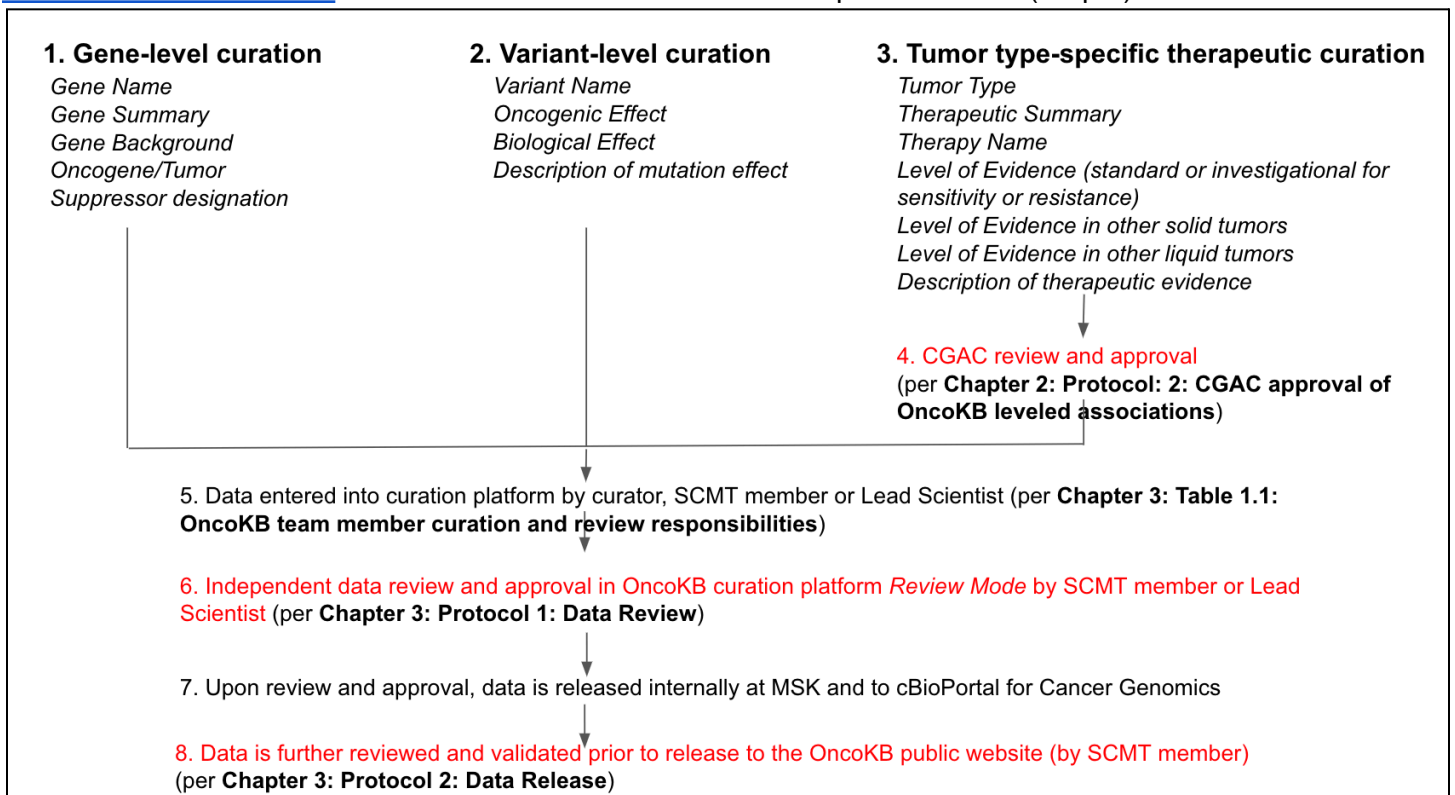 1. Gene-level curation
Gene Name
Gene Summary
Gene Background
Oncogene/Tumor
Suppressor designation
2. Variant-level curation
Variant Name
Oncogenic Effect
Biological Effect
Description of mutation effect
3. Tumor type-specific therapeutic curation
Tumor Type
Therapeutic Summary
Therapy Name
Level of Evidence (standard or investigational for
sensitivity or resistance)
Level of Evidence in other solid tumors
Level of Evidence in other liquid tumors
Description of therapeutic evidence
4. CGAC review and approval
(per Chapter 2: Protocol: 2: CGAC approval of
OncoKB leveled associations)
5. Data entered into curation platform by curator, SCMT member or Lead Scientist (per Chapter 3: Table 1.1:
OncoKB team member curation and review responsibilities)
6. Independent data review and approval in OncoKB curation platform Review Mode by SCMT member or Lead
Scientist (per Chapter 3: Protocol 1: Data Review)
7. Upon review and approval, data is released internally at MSK and to cBioPortal for Cancer Genomics
8. Data is further reviewed and validated prior to release to the OncoKB public website (by SCMT member)
(per Chapter 3: Protocol 2: Data Release)